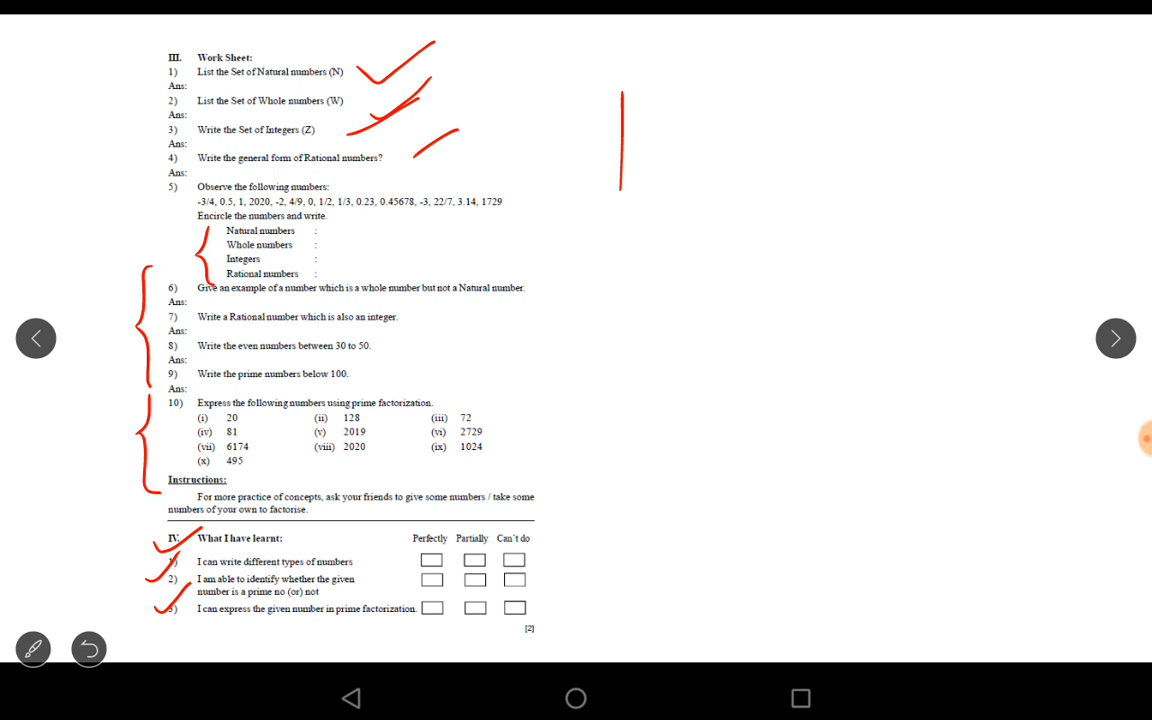 III. Work Sheet:
1) List the Set of Natural numbers (N)
Ans:
2) List the Set of Whole numbers (W)
Ans:
3) Write the Set of Integers (Z)
Ans:
4) Write the general form of Rational numbers?
Ans:
5) Observe the following numbers:
-3/4, 0.5, 1, 2020, -2, 4/9, 0, 1/2, 1/3, 0.23, 0.45678, -3, 22/7, 3.14, 1729
Encircle the numbers and write.
Natural numbers :
Whole numbers :
Integers :
Rational numbers :
6) Give an example of a number which is a whole number but not a Natural number.
Ans:
7) Write a Rational number which is also an integer.
Ans:
8) Write the even numbers between 30 to 50.
Ans:
9) Write the prime numbers below 100.
Ans:
10) Express the following numbers using prime factorization.
(i) 20 (ii) 128 (iii) 72
(iv) 81 (v) 2019 (vi) 2729
(vii) 6174 (viii) 2020 (ix) 1024
(x) 495
Instructions:
For more practice of concepts, ask your friends to give some numbers / take some
numbers of your own to factorise.
IV. What I have learnt: Perfectly Partially Can't do
1) I can write different types of numbers
2) I am able to identify whether the given
number is a prime no (or) not
3) I can express the given number in prime factorization.
[2]